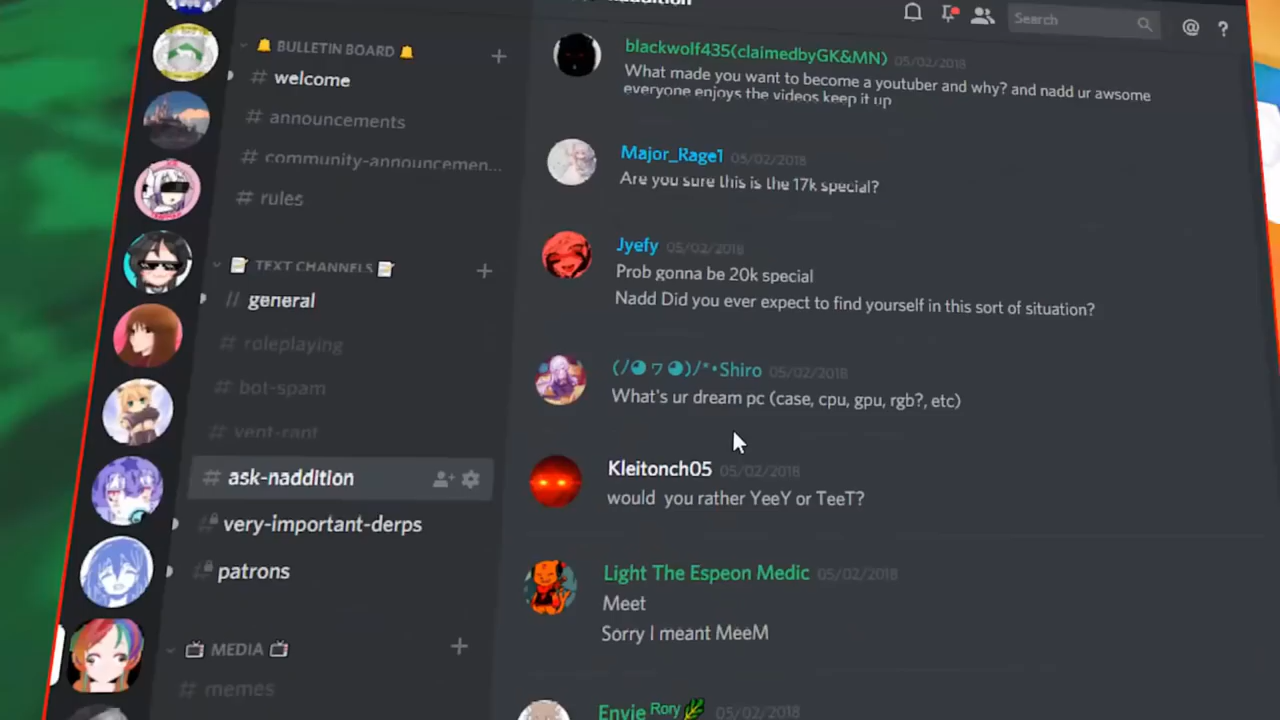 🔔 BULLETIN BOARD 🔔
# welcome
# announcements
# community-announcemen...
# rules
📝 TEXT CHANNELS 📝
general
# roleplaying
# bot-spam
# vent-rant
# ask-naddition
very-important-derps
patrons
📺 MEDIA 📺
# memes
Search
blackwolf435(claimedbyGK&MN) 05/02/2018
What made you want to become a youtuber and why? and nadd ur awsome
everyone enjoys the videos keep it up
Major_Rage1 05/02/2018
Are you sure this is the 17k special?
Jyefy 05/02/2018
Prob gonna be 20k special
Nadd Did you ever expect to find yourself in this sort of situation?
(/◕ヮ◕)/*•Shiro 05/02/2018
What's ur dream pc (case, cpu, gpu, rgb?, etc)
Kleitonch05 05/02/2018
would you rather YeeY or TeeT?
Light The Espeon Medic 05/02/2018
Meet
Sorry I meant MeeM
Envie Rory 05/02/2018